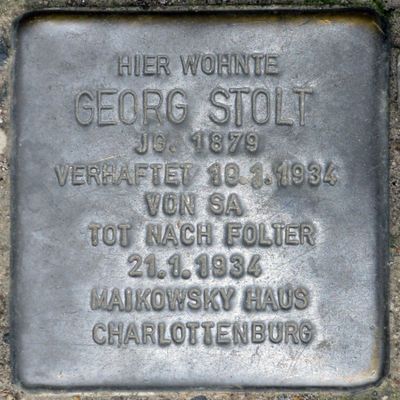 HIER WOHNTE
GEORG STOLT
JG. 1879
VERHAFTET 10.1.1934
VON SA
TOT NACH FOLTER
21.1.1934
MAIKOWSKY HAUS
CHARLOTTENBURG